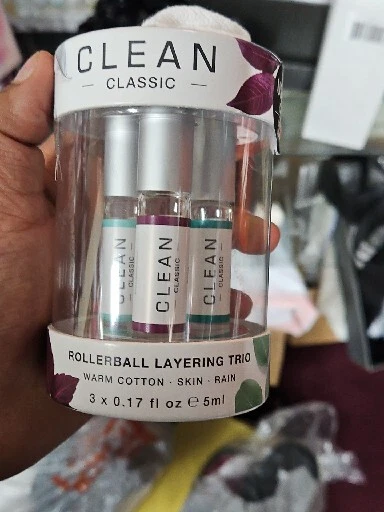 CLEAN
— CLASSIC —
CLEAN
CLASSIC —
CLEAN
CLASSIC —
CLEAN
CLASSIC —
ROLLERBALL LAYERING TRIO
WARM COTTON · SKIN · RAIN
3 x 0.17 fl oz ℮ 5ml